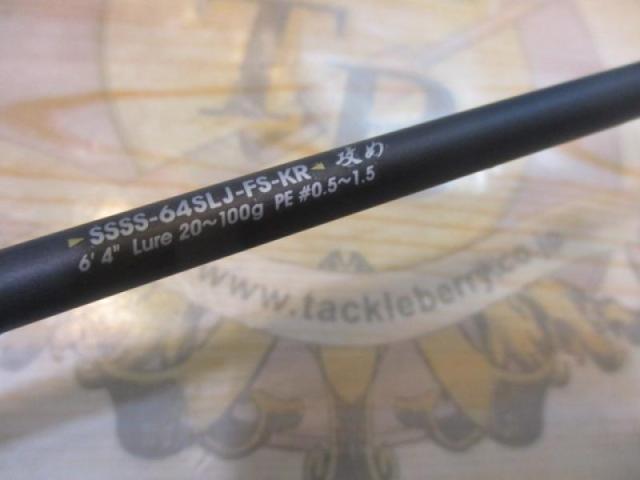 TB
SSSS-64SLJ-FS-KR 攻め
6'4" Lure 20~100g PE #0.5~1.5
www.tackleberry.co.jp